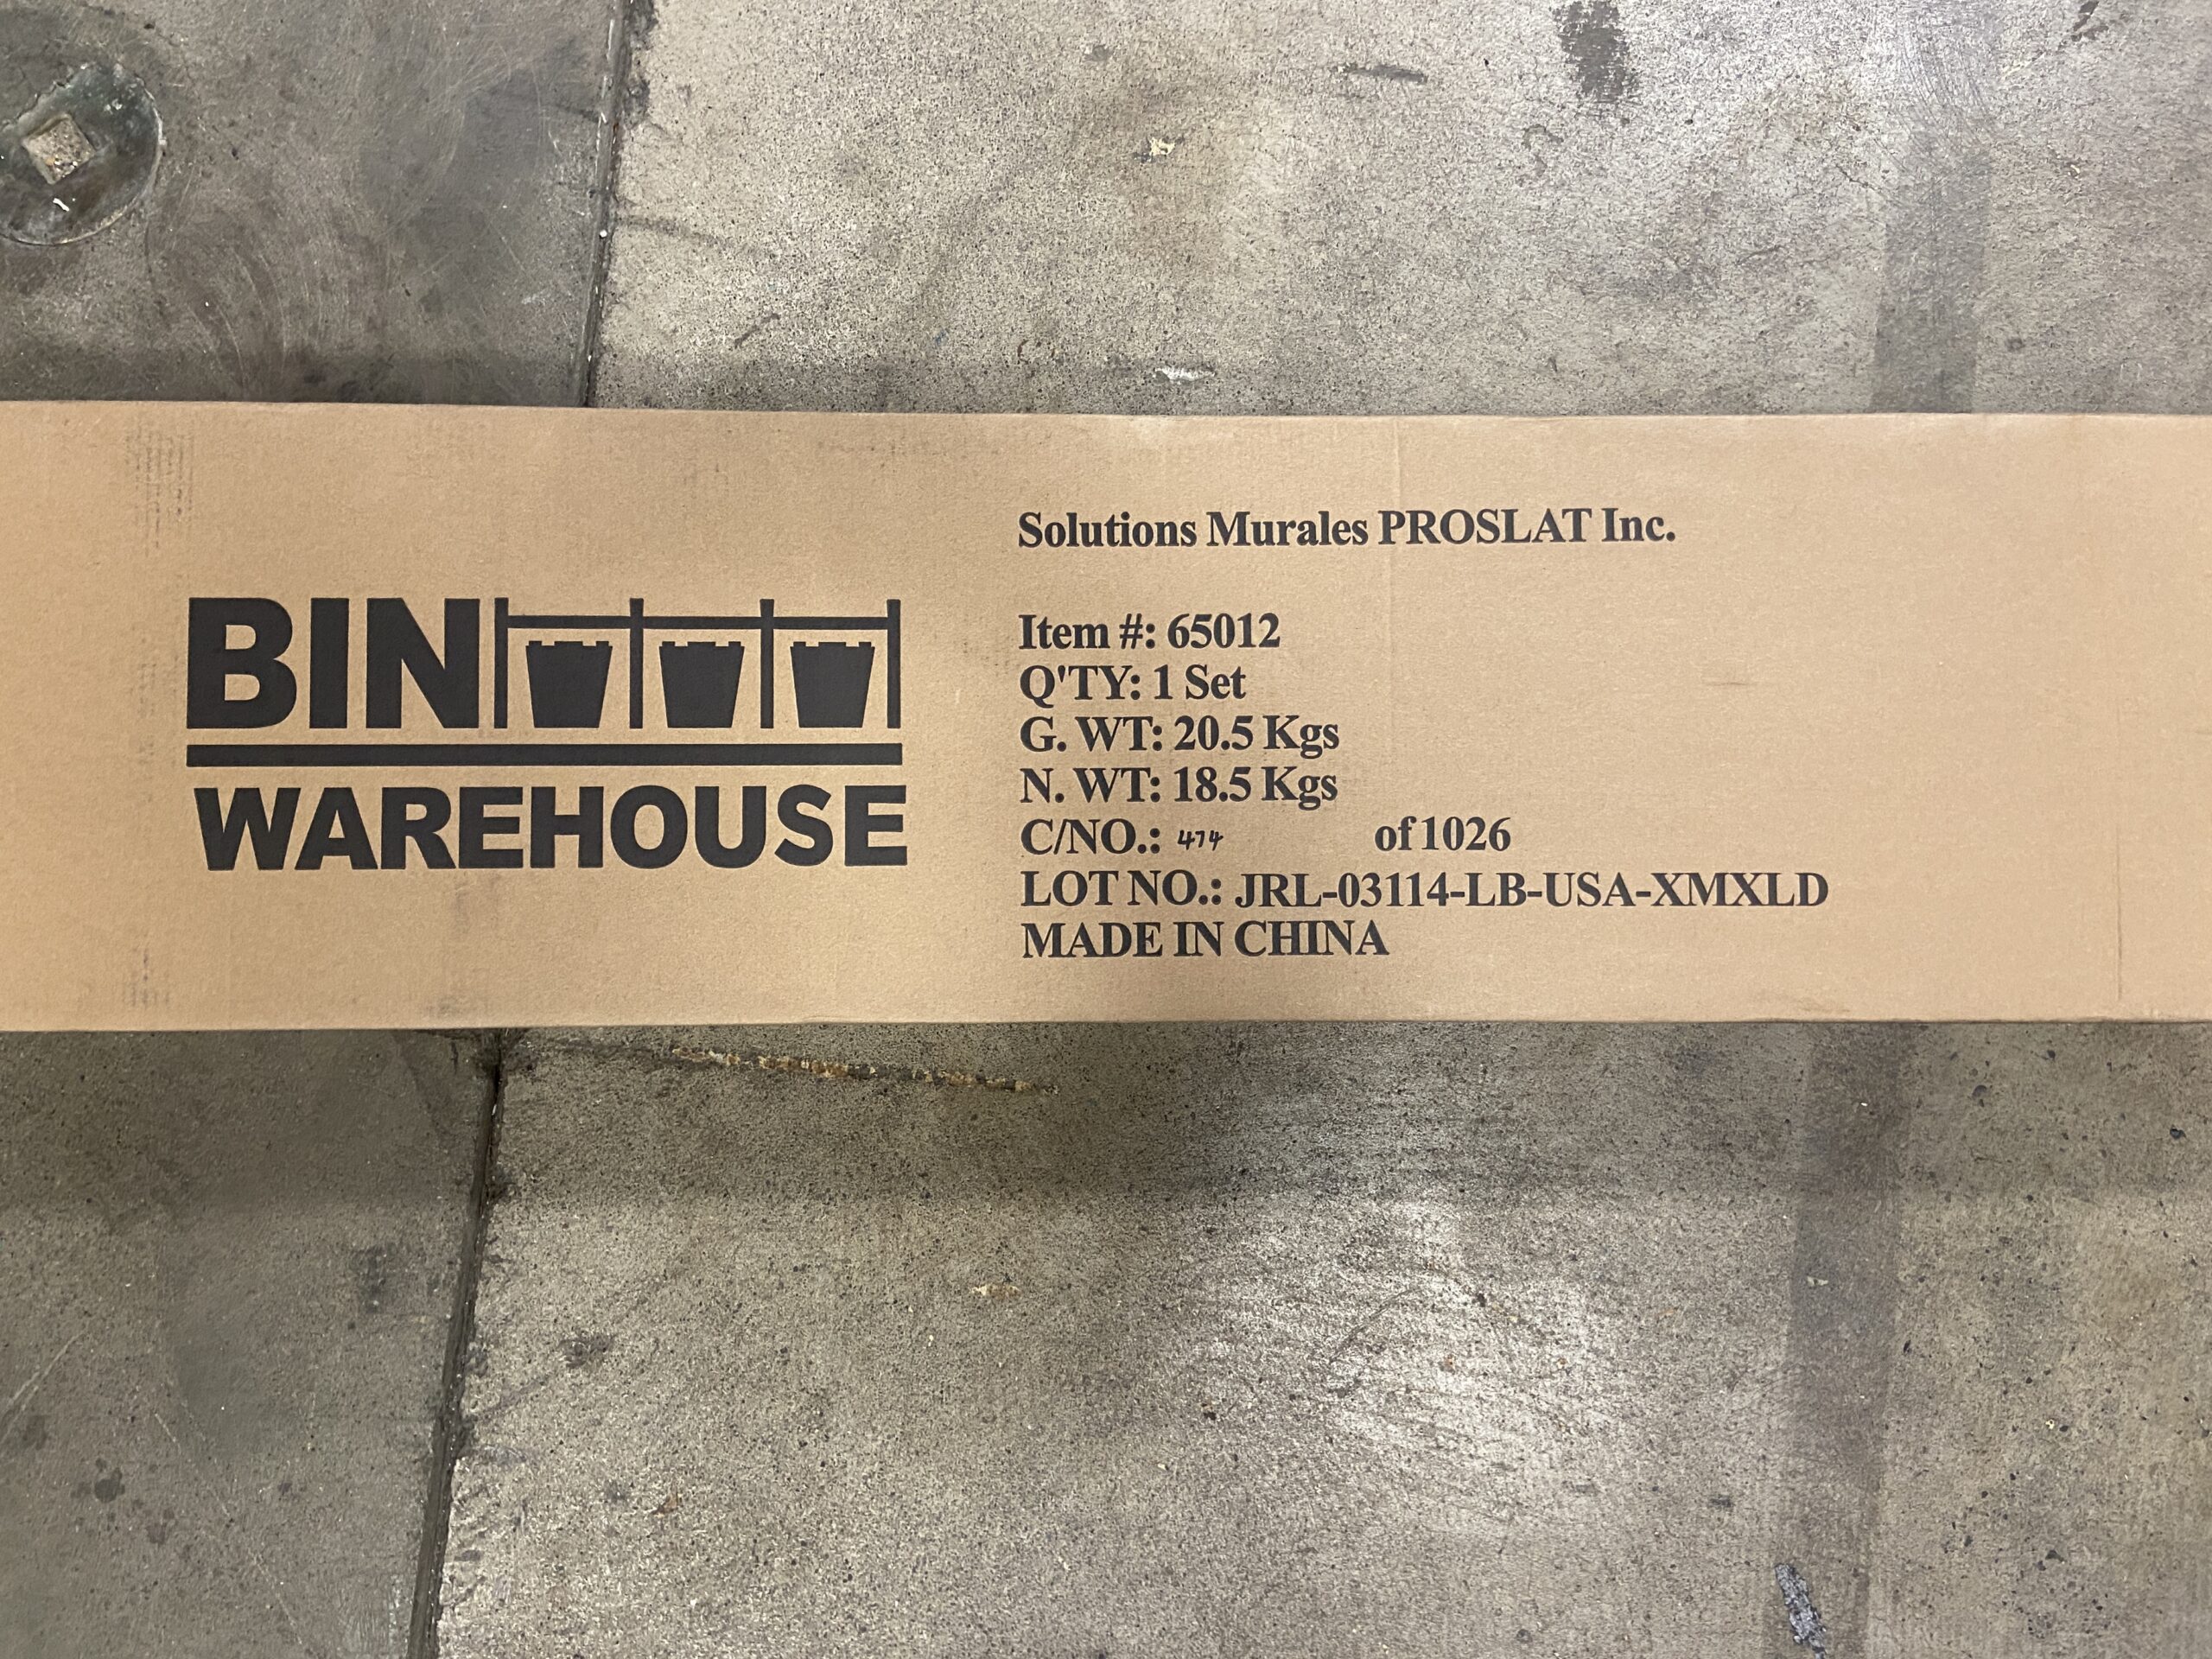 BIN
WAREHOUSE
Solutions Murales PROSLAT Inc.
Item #: 65012
Q'TY: 1 Set
G. WT: 20.5 Kgs
N. WT: 18.5 Kgs
C/NO.: 474 of 1026
LOT NO.: JRL-03114-LB-USA-XMXLD
MADE IN CHINA